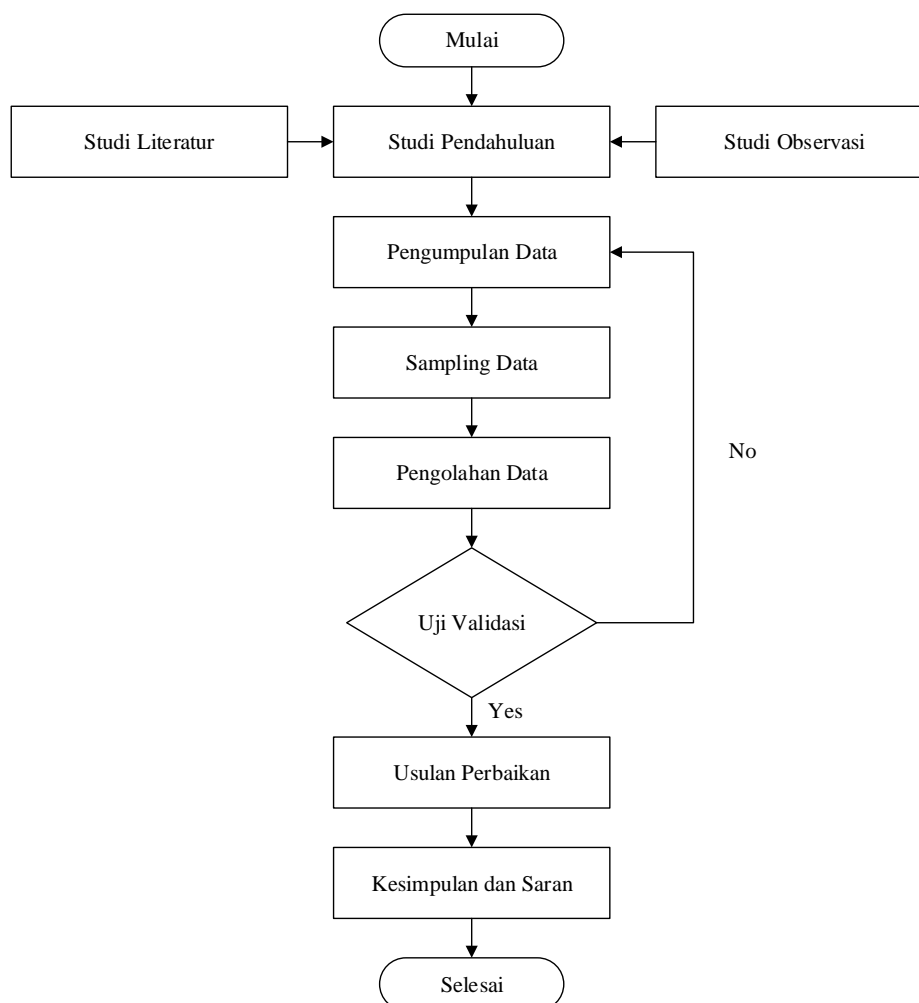 Mulai
Studi Literatur
Studi Pendahuluan
Studi Observasi
Pengumpulan Data
Sampling Data
No
Pengolahan Data
Uji Validasi
Yes
Usulan Perbaikan
Kesimpulan dan Saran
Selesai